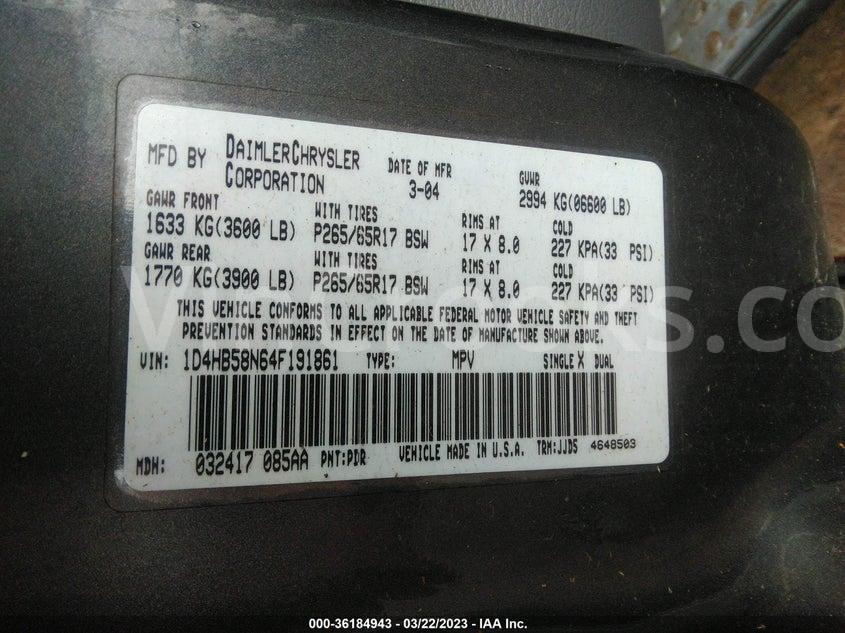 MFD BY DAIMLERCHRYSLER CORPORATION DATE OF MFR 3-04 GVWR 2994 KG(06600 LB)
GAWR FRONT WITH TIRES RIMS AT COLD
1633 KG(3600 LB) P265/65R17 BSW 17 X 8.0 227 KPA(33 PSI)
GAWR REAR WITH TIRES RIMS AT COLD
1770 KG(3900 LB) P265/65R17 BSW 17 X 8.0 227 KPA(33 PSI)
THIS VEHICLE CONFORMS TO ALL APPLICABLE FEDERAL MOTOR VEHICLE SAFETY AND THEFT
PREVENTION STANDARDS IN EFFECT ON THE DATE OF MANUFACTURE SHOWN ABOVE.
VIN: 1D4HB58N64F191861 TYPE: MPV SINGLE X DUAL
MDH: 032417 085AA PNT:PDR VEHICLE MADE IN U.S.A. TRM:JJD5 4648503
000-36184943 - 03/22/2023 - IAA Inc.